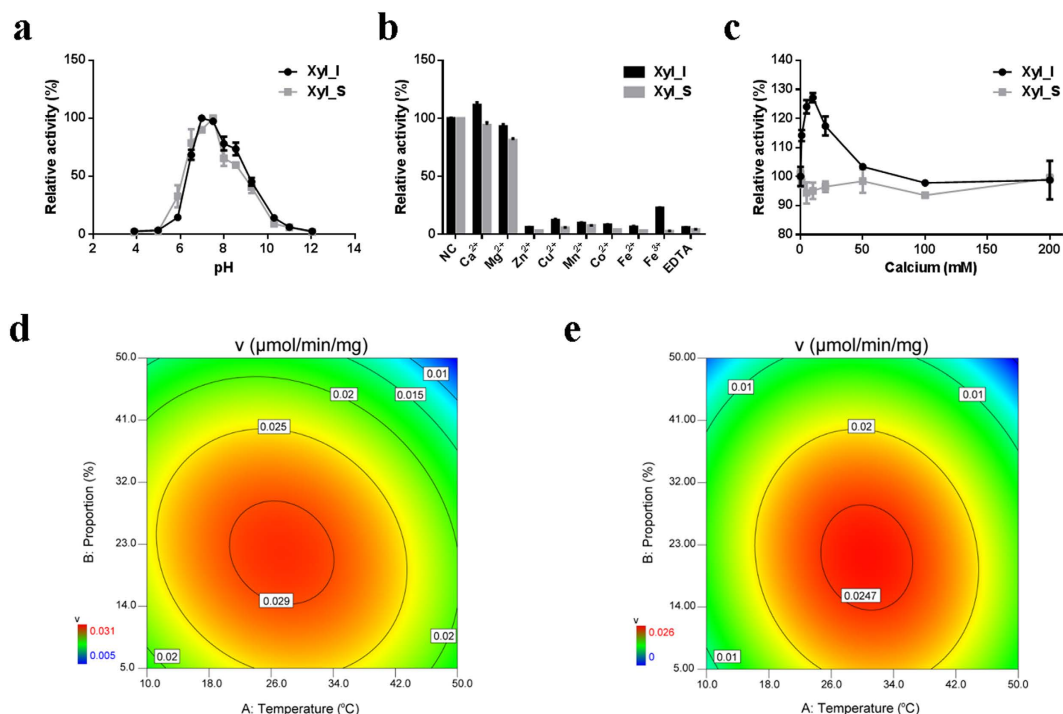 a
Relative activity (%)
150
100
50
0
2 4 6 8 10 12 14
pH
Xyl_I
Xyl_S
b
Relative activity (%)
150
100
50
0
NC Ca²⁺ Mg²⁺ Zn²⁺ Cu²⁺ Mn²⁺ Co²⁺ Fe²⁺ Fe³⁺ EDTA
Xyl_I
Xyl_S
c
Relative activity (%)
140
130
120
110
100
90
80
0 50 100 150 200
Calcium (mM)
Xyl_I
Xyl_S
d
v (μmol/min/mg)
B: Proportion (%)
50.0
41.0
32.0
23.0
14.0
5.0
0.01
0.015
0.02
0.025
0.029
0.02
0.02
v
0.031
0.005
10.0 18.0 26.0 34.0 42.0 50.0
A: Temperature (°C)
e
v (μmol/min/mg)
B: Proportion (%)
50.00
41.00
32.00
23.00
14.00
5.00
0.01
0.01
0.02
0.0247
0.01
v
0.026
0
10.0 18.0 26.0 34.0 42.0 50.0
A: Temperature (°C)